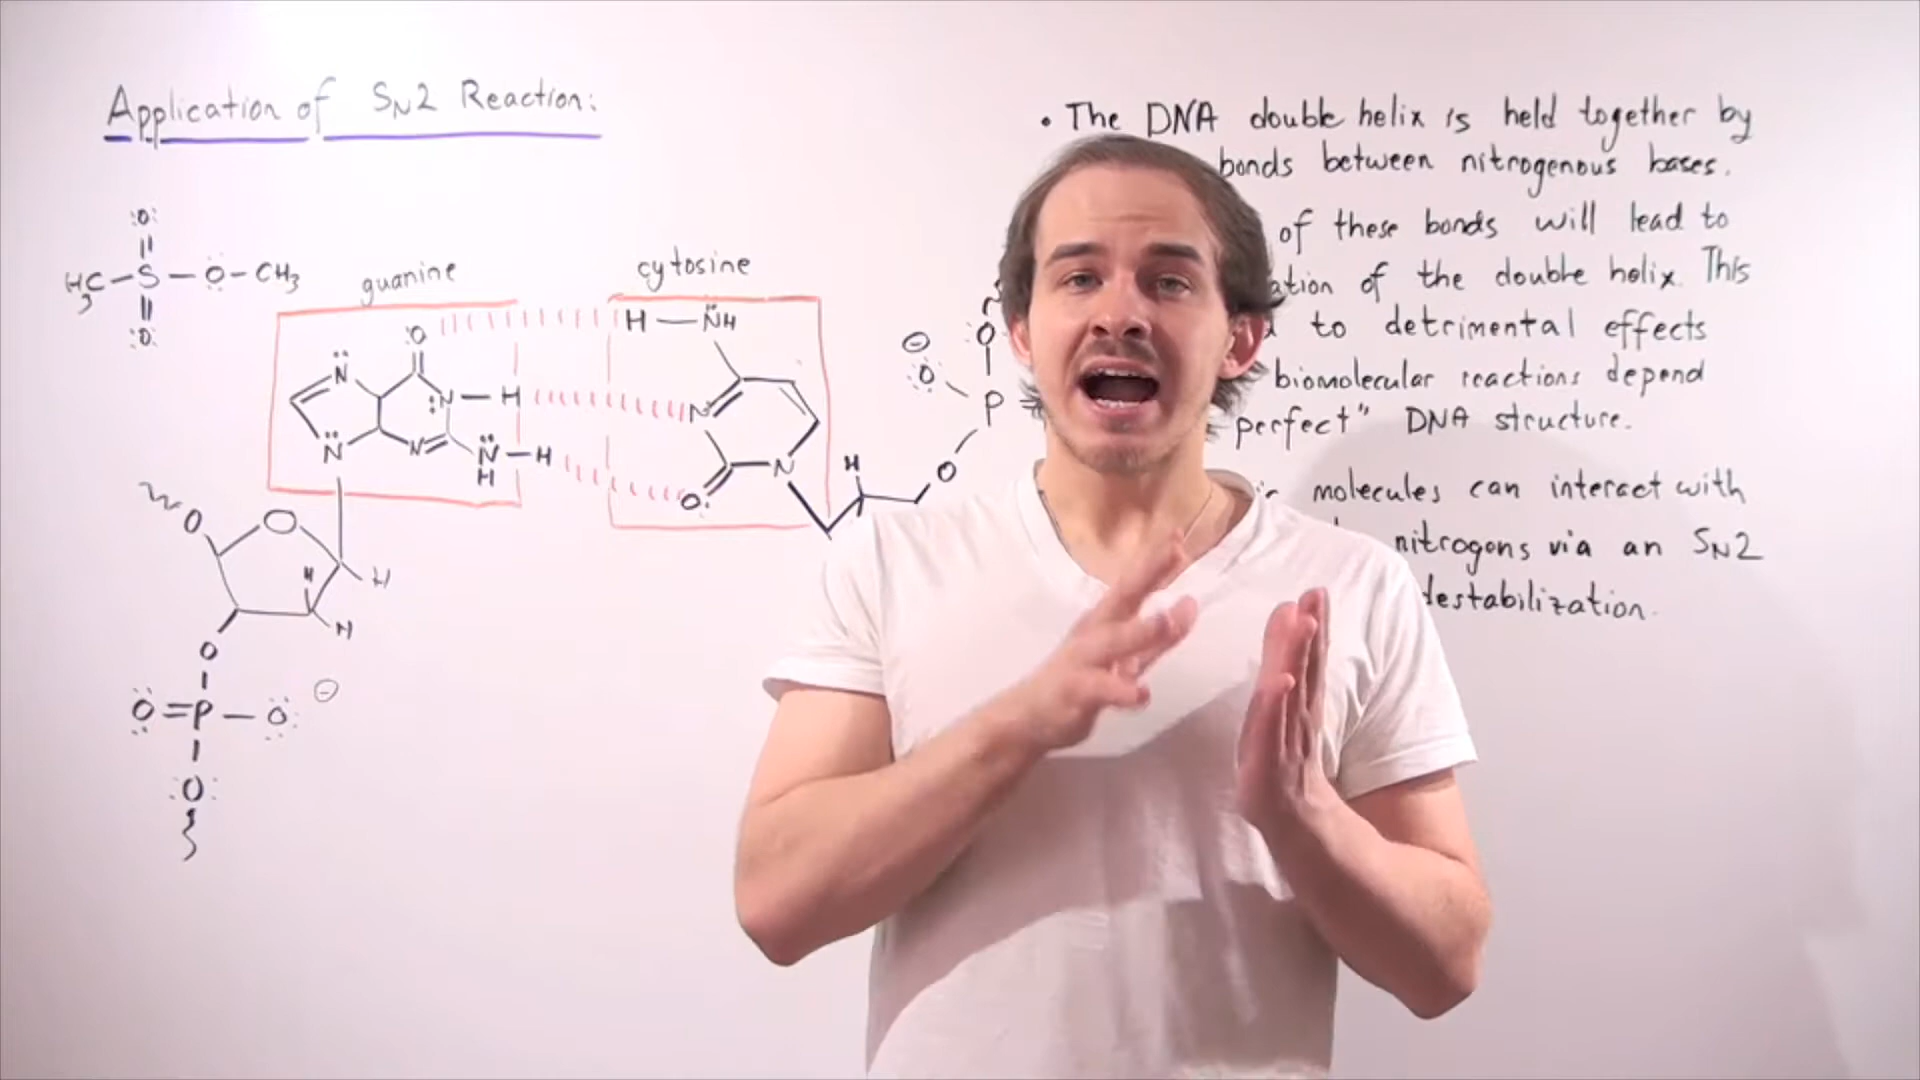 Application of SN2 Reaction:
• The DNA double helix is held together by
bonds between nitrogenous bases.
of these bonds will lead to
ation of the double helix. This
to detrimental effects
biomolecular reactions depend
perfect" DNA structure.
molecules can interact with
nitrogens via an SN2
destabilization.
guanine
cytosine
:O:
H3C-S-O-CH3
:O:
O
H-NH
N
N-H
N
N
N
N-H
H
N
O
H
O
O
P
O
⊖
O
O
H
H
H
O
O=P-O
⊖
O